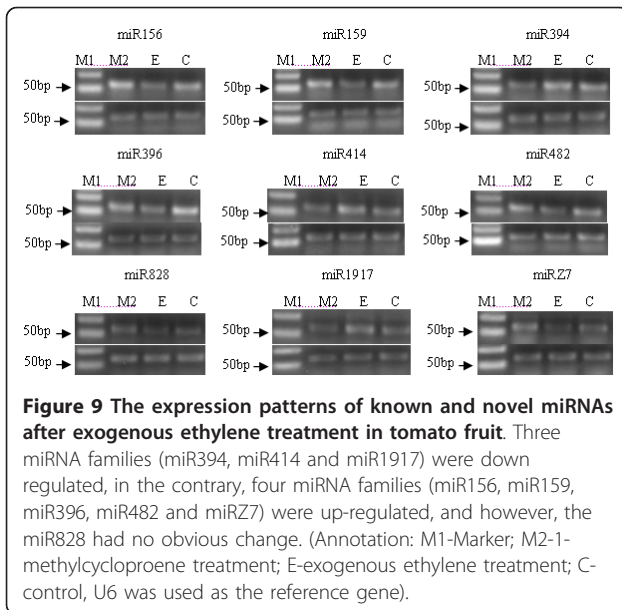 miR156 miR159 miR394
M1 M2 E C M1 M2 E C M1 M2 E C
50bp 50bp 50bp
50bp 50bp 50bp
miR396 miR414 miR482
M1 M2 E C M1 M2 E C M1 M2 E C
50bp 50bp 50bp
50bp 50bp 50bp
miR828 miR1917 miRZ7
M1 M2 E C M1 M2 E C M1 M2 E C
50bp 50bp 50bp
50bp 50bp 50bp
Figure 9 The expression patterns of known and novel miRNAs
after exogenous ethylene treatment in tomato fruit. Three
miRNA families (miR394, miR414 and miR1917) were down
regulated, in the contrary, four miRNA families (miR156, miR159,
miR396, miR482 and miRZ7) were up-regulated, and however, the
miR828 had no obvious change. (Annotation: M1-Marker; M2-1-
methylcycloproene treatment; E-exogenous ethylene treatment; C-
control, U6 was used as the reference gene).